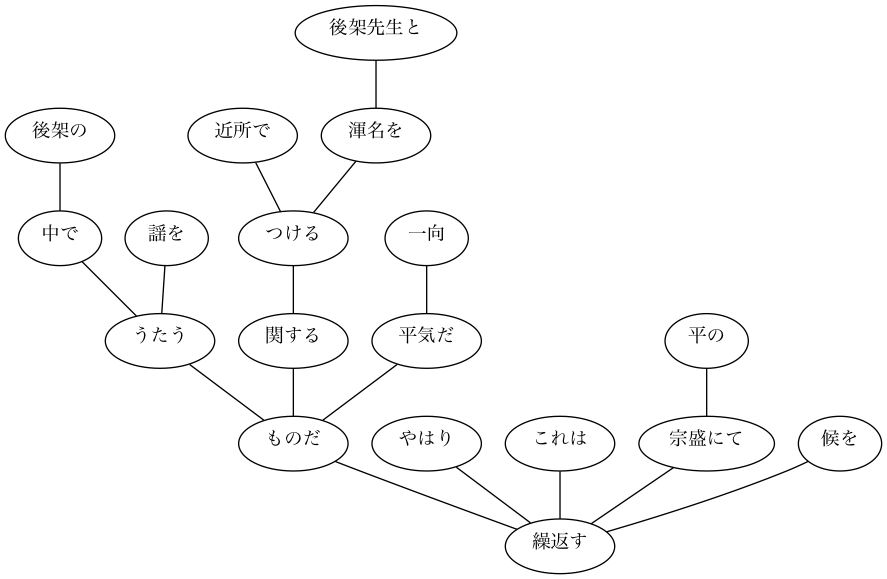 後架先生と
後架の
近所で
渾名を
中で
謡を
つける
一向
うたう
関する
平気だ
平の
ものだ
やはり
これは
宗盛にて
候を
繰返す